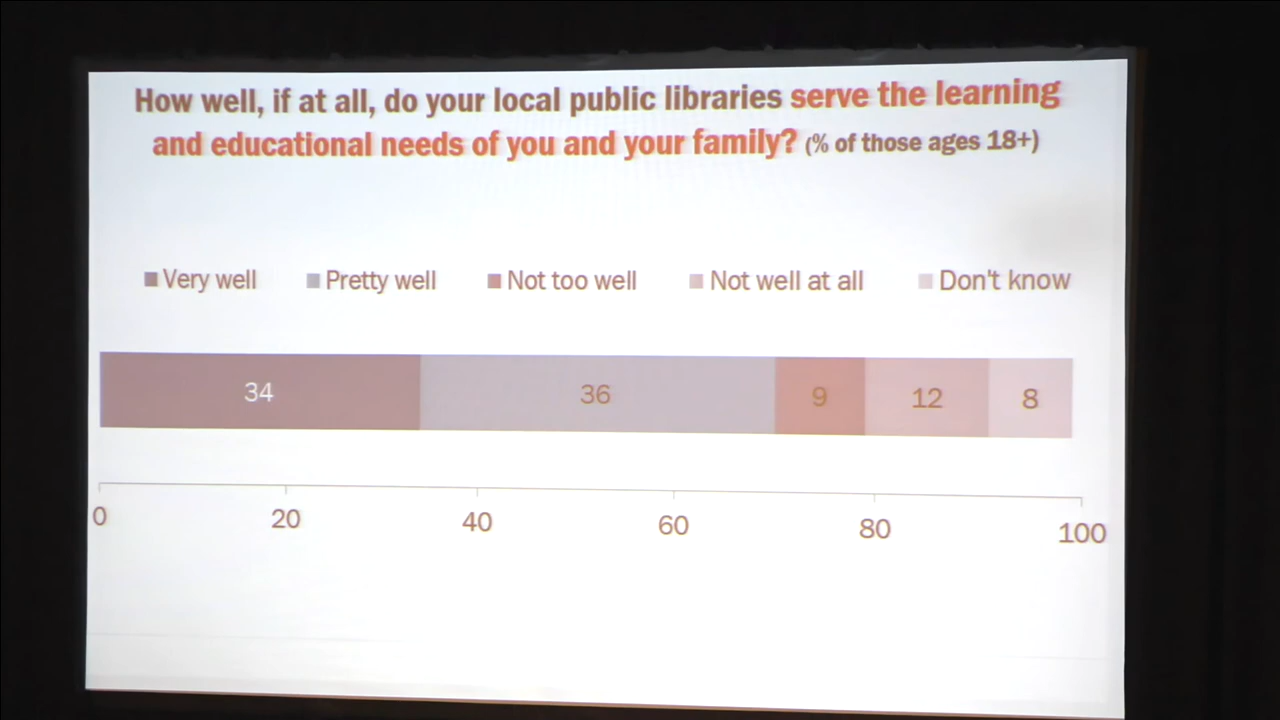 How well, if at all, do your local public libraries serve the learning
and educational needs of you and your family? (% of those ages 18+)
Very well Pretty well Not too well Not well at all Don't know
34 36 9 12 8
0 20 40 60 80 100